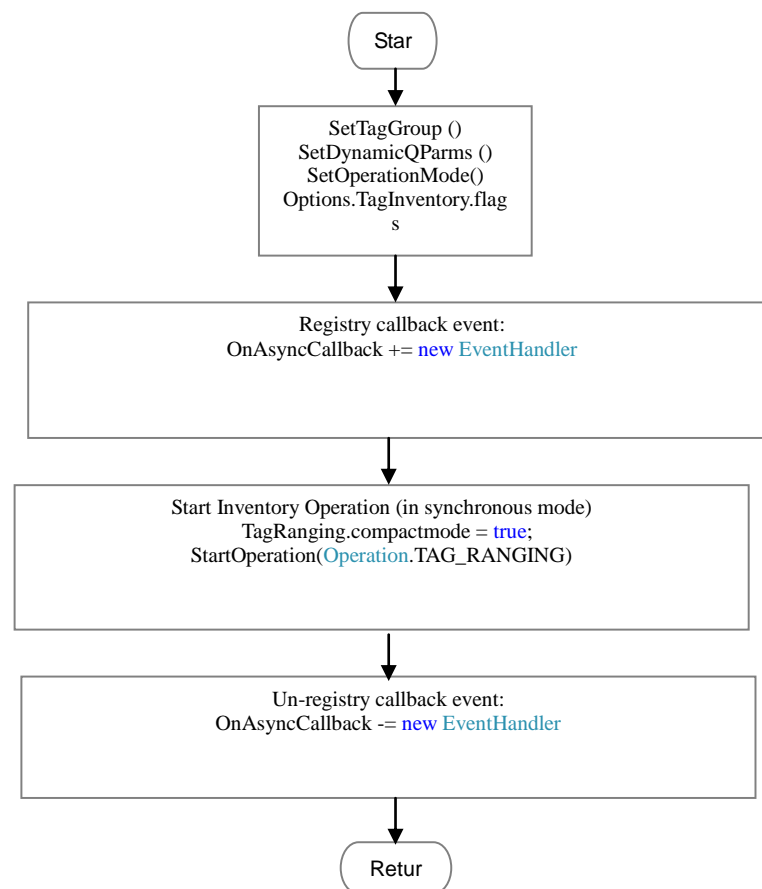 Star
SetTagGroup ()
SetDynamicQParms ()
SetOperationMode()
Options.TagInventory.flag
s
Registry callback event:
OnAsyncCallback += new EventHandler
Start Inventory Operation (in synchronous mode)
TagRanging.compactmode = true;
StartOperation(Operation.TAG_RANGING)
Un-registry callback event:
OnAsyncCallback -= new EventHandler
Retur